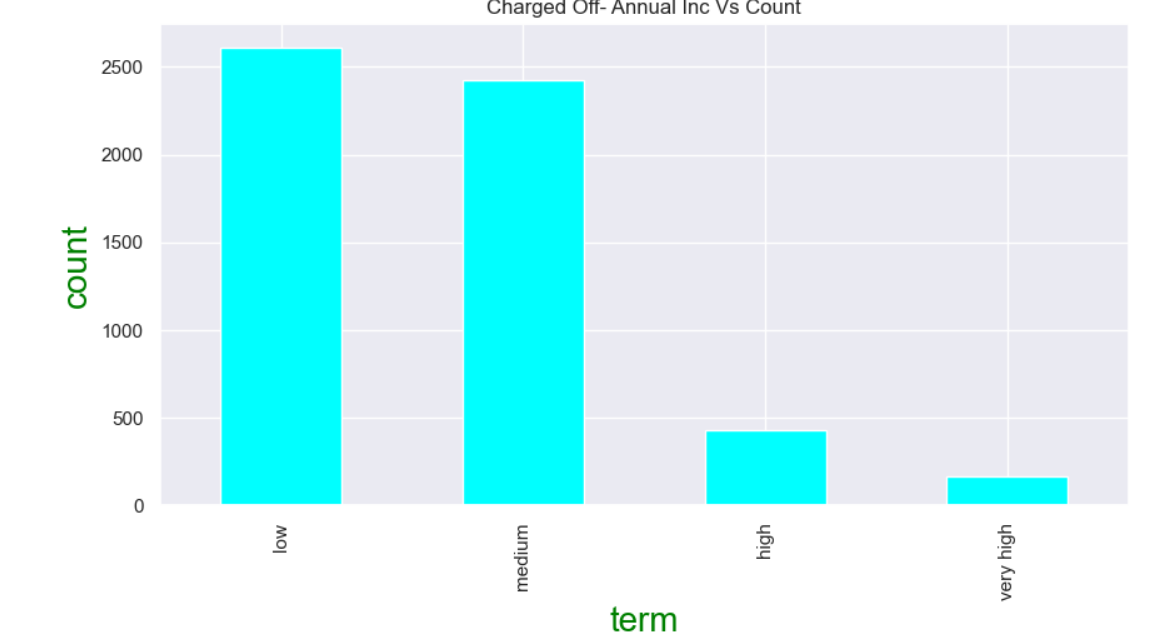 Charged Off- Annual Inc Vs Count
2500
2000
1500
1000
500
0
count
low
medium
high
very high
term